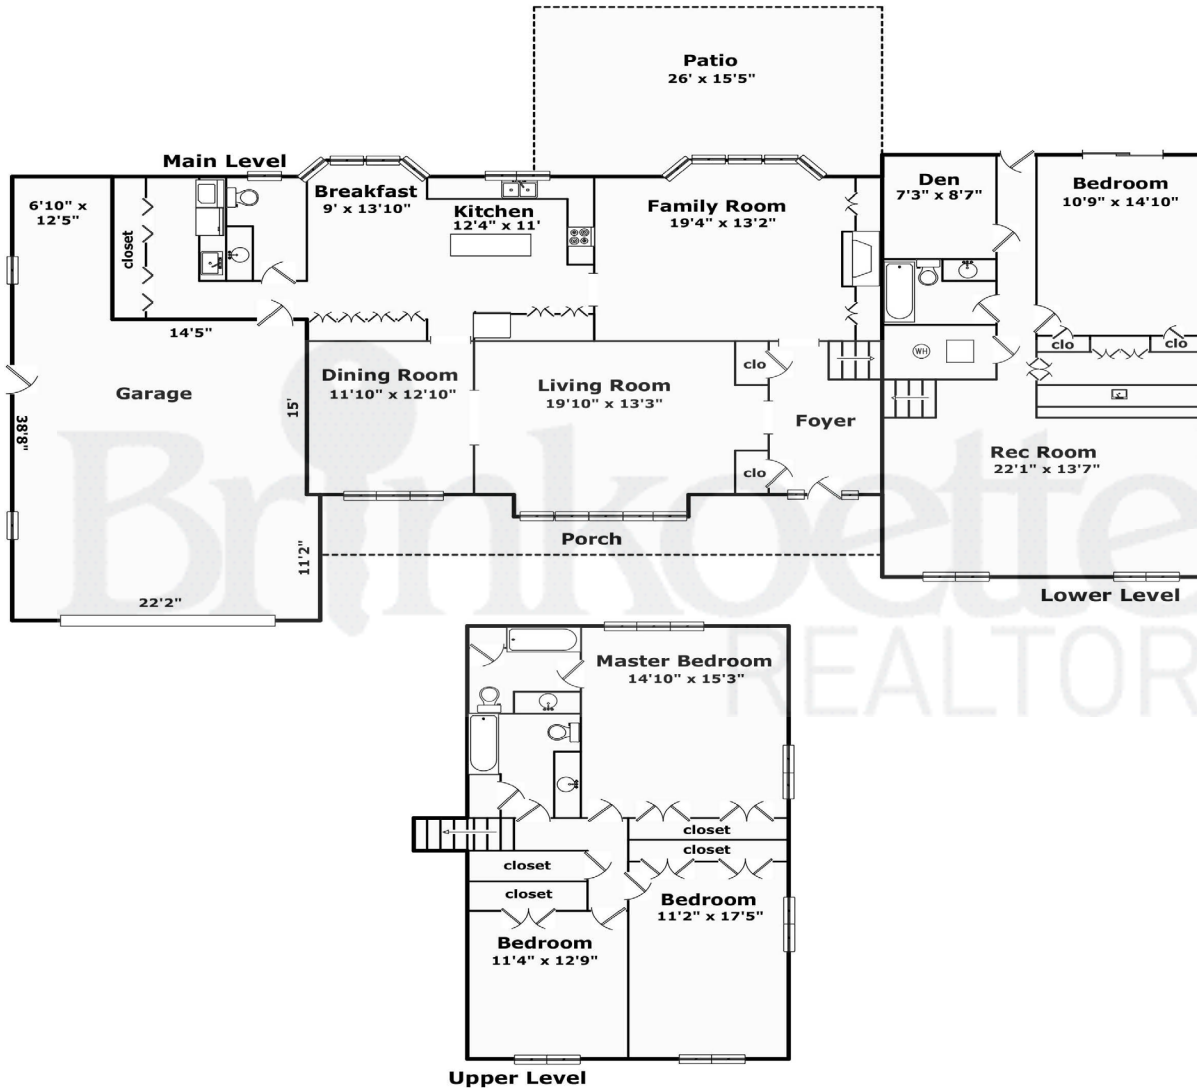 Patio
26' x 15'5"
Main Level
6'10" x
12'5"
closet
Breakfast
9' x 13'10"
Kitchen
12'4" x 11'
Family Room
19'4" x 13'2"
Den
7'3" x 8'7"
Bedroom
10'9" x 14'10"
14'5"
Garage
38'8"
15'
Dining Room
11'10" x 12'10"
Living Room
19'10" x 13'3"
clo
clo
Foyer
WH
clo
clo
Rec Room
22'1" x 13'7"
11'2"
22'2"
Porch
Lower Level
Brinkoette
REALTOR
Master Bedroom
14'10" x 15'3"
closet
closet
closet
closet
Bedroom
11'2" x 17'5"
Bedroom
11'4" x 12'9"
Upper Level